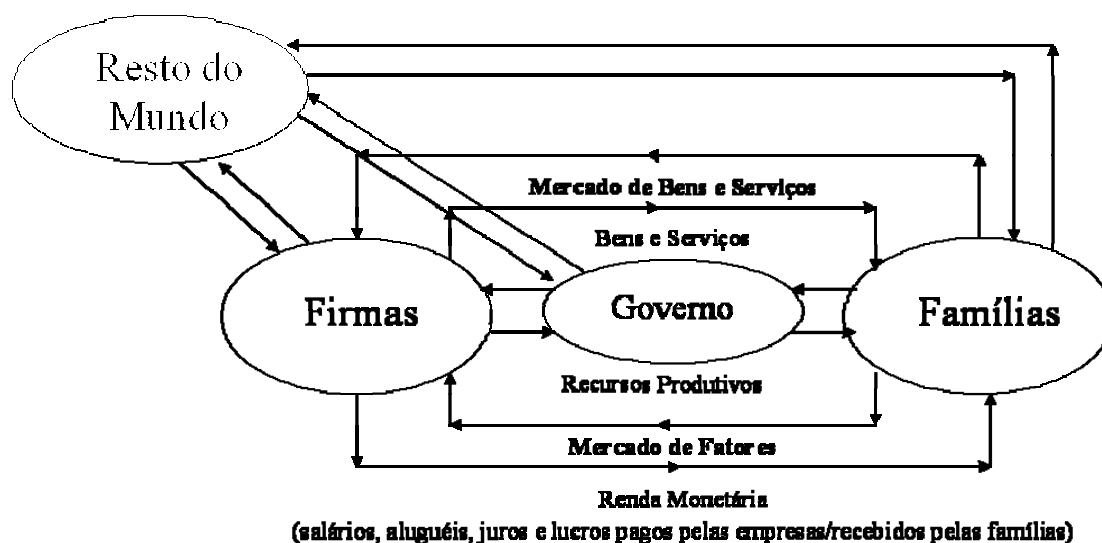 Resto do
Mundo
Mercado de Bens e Serviços
Bens e Serviços
Firmas
Governo
Famílias
Recursos Produtivos
Mercado de Fatores
Renda Monetária
(salários, aluguéis, juros e lucros pagos pelas empresas/recebidos pelas famílias)